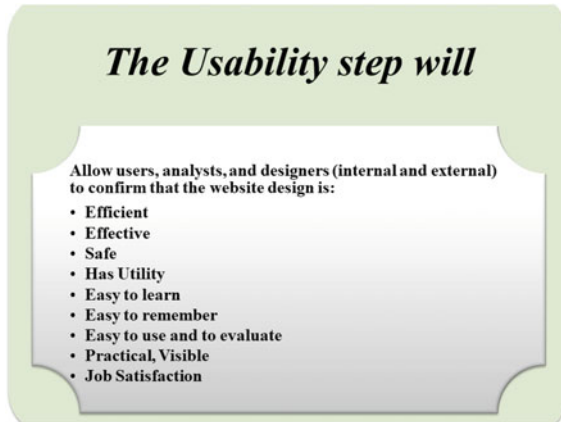 The Usability step will
Allow users, analysts, and designers (internal and external)
to confirm that the website design is:
• Efficient
• Effective
• Safe
• Has Utility
• Easy to learn
• Easy to remember
• Easy to use and to evaluate
• Practical, Visible
• Job Satisfaction